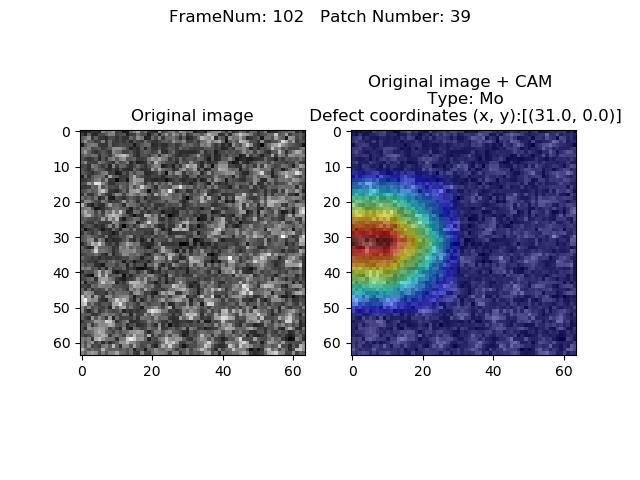 FrameNum: 102   Patch Number: 39
Original image
Original image + CAM
Type: Mo
Defect coordinates (x, y):[(31.0, 0.0)]
0
10
20
30
40
50
60
0 20 40 60
0
10
20
30
40
50
60
0 20 40 60